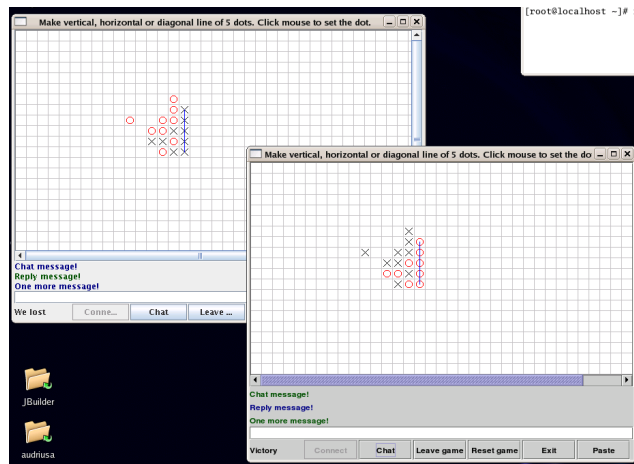 Make vertical, horizontal or diagonal line of 5 dots. Click mouse to set the dot.
[root@localhost ~]#
Chat message!
Reply message!
One more message!
We lost
Conne...
Chat
Leave ...
Make vertical, horizontal or diagonal line of 5 dots. Click mouse to set the do
Chat message!
Reply message!
One more message!
Victory
Connect
Chat
Leave game
Reset game
Exit
Paste
JBuilder
audriusa